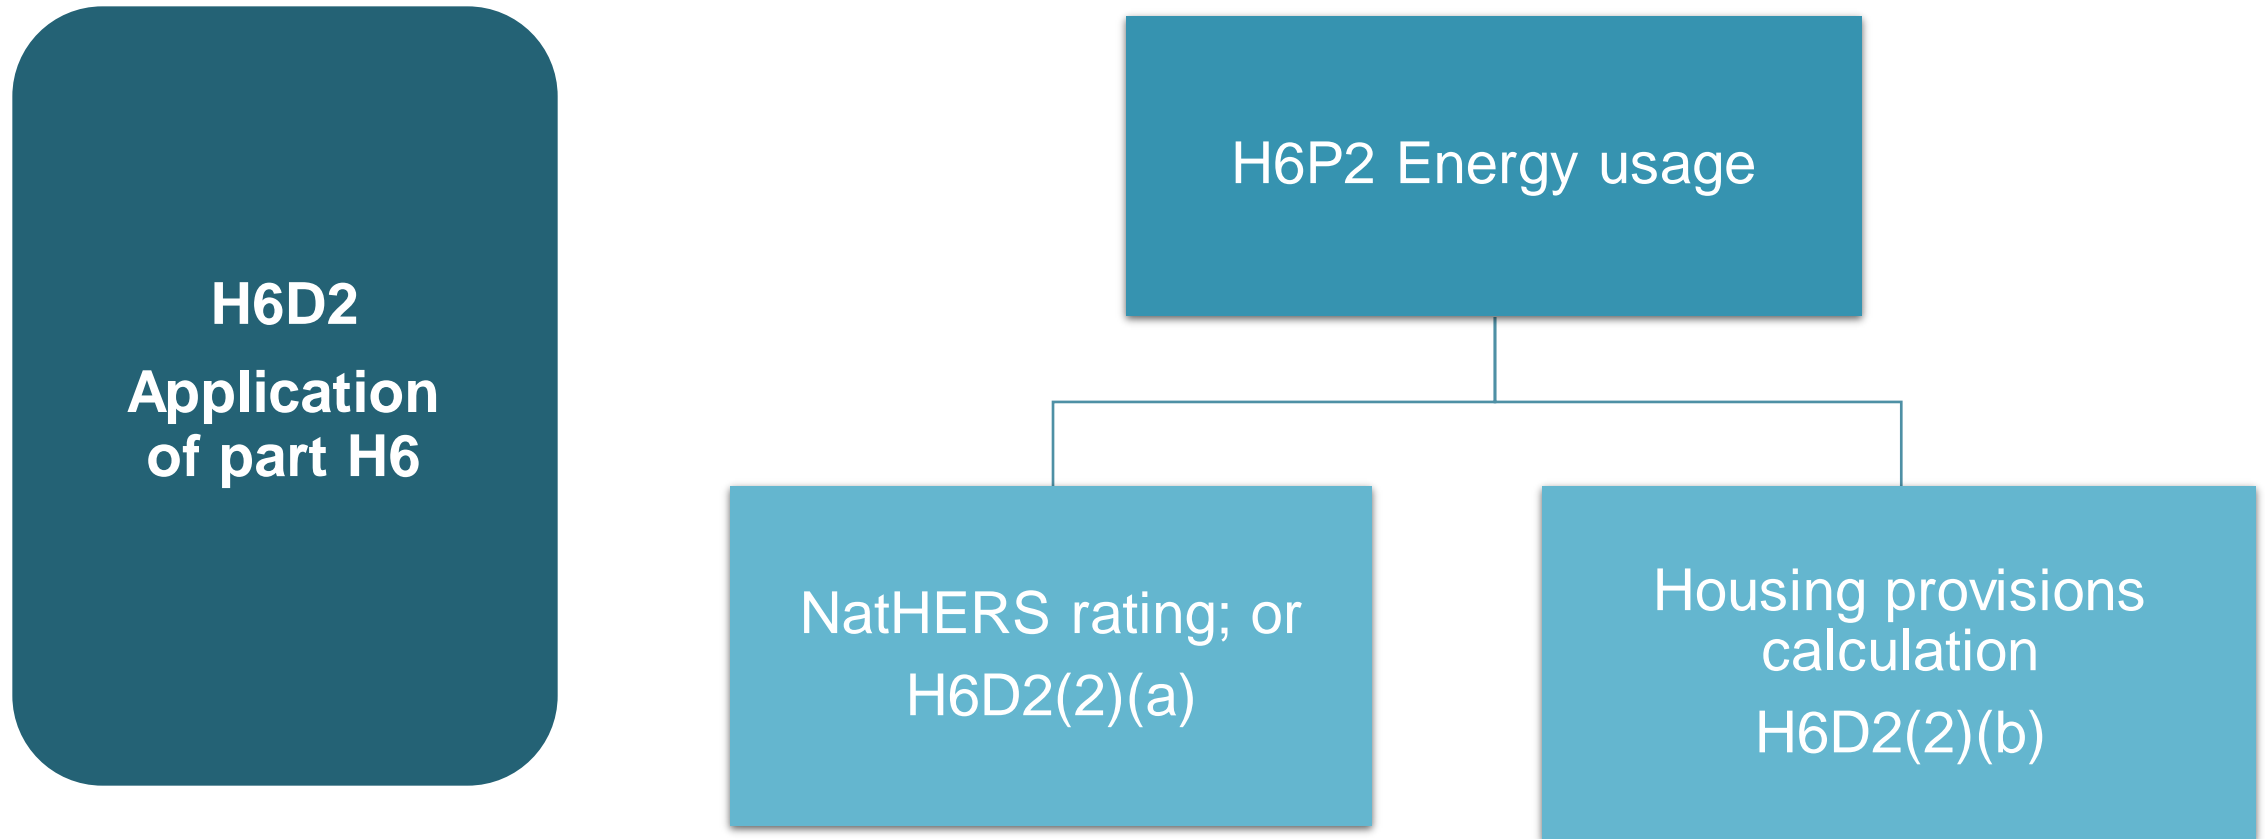 H6D2
Application
of part H6
H6P2 Energy usage
NatHERS rating; or
H6D2(2)(a)
Housing provisions
calculation
H6D2(2)(b)